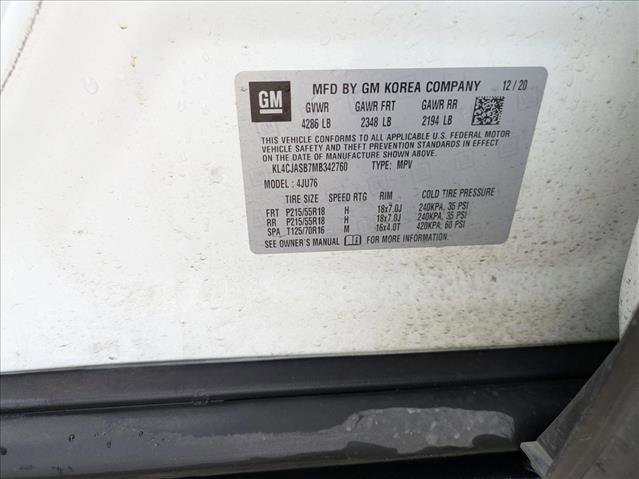 GM MFD BY GM KOREA COMPANY 12/20
GVWR GAWR FRT GAWR RR
4286 LB 2348 LB 2194 LB
THIS VEHICLE CONFORMS TO ALL APPLICABLE U.S. FEDERAL MOTOR
VEHICLE SAFETY AND THEFT PREVENTION STANDARDS IN EFFECT
ON THE DATE OF MANUFACTURE SHOWN ABOVE.
KL4CJASB7MB342760 TYPE: MPV
MODEL: 4JU76
TIRE SIZE SPEED RTG RIM COLD TIRE PRESSURE
FRT P215/55R18 H 18x7.0J 240KPA, 35 PSI
RR P215/55R18 H 18x7.0J 240KPA, 35 PSI
SPA T125/70R16 M 16x4.0T 420KPA, 60 PSI
SEE OWNER'S MANUAL FOR MORE INFORMATION.